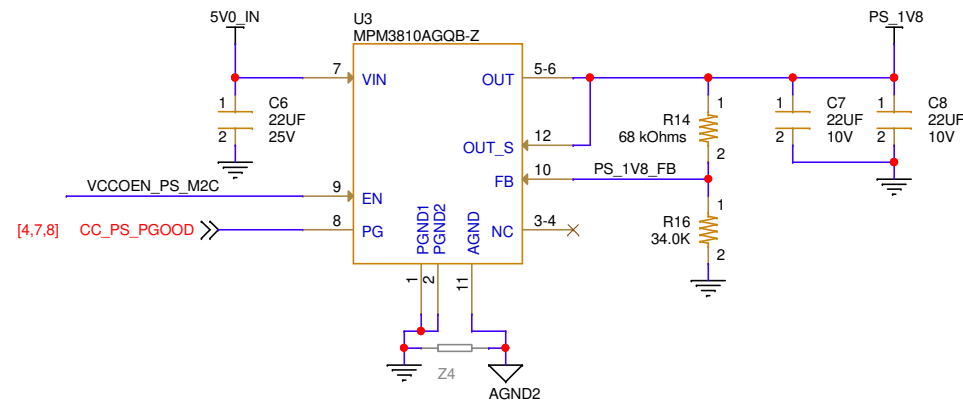 5V0_IN
U3
MPM3810AGQB-Z
PS_1V8
7
VIN
OUT
5-6
1
C6
22UF
25V
2
1
R14
68 kOhms
2
1
C7
22UF
10V
2
1
C8
22UF
10V
2
OUT_S
12
FB
10
PS_1V8_FB
VCCOEN_PS_M2C
9
EN
[4,7,8]
CC_PS_PGOOD
8
PG
PGND1
PGND2
AGND
NC
3-4
1
R16
34.0K
2
1
2
11
Z4
AGND2